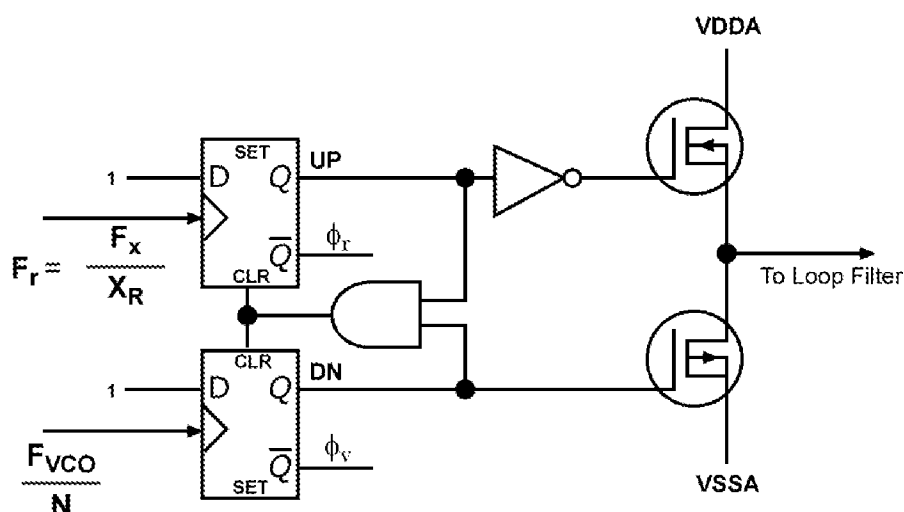 VDDA
SET
UP
1
D
Q
F_r = F_x / X_R
Q̅
ϕ_r
CLR
To Loop Filter
CLR
DN
1
D
Q
F_VCO / N
Q̅
ϕ_v
SET
VSSA